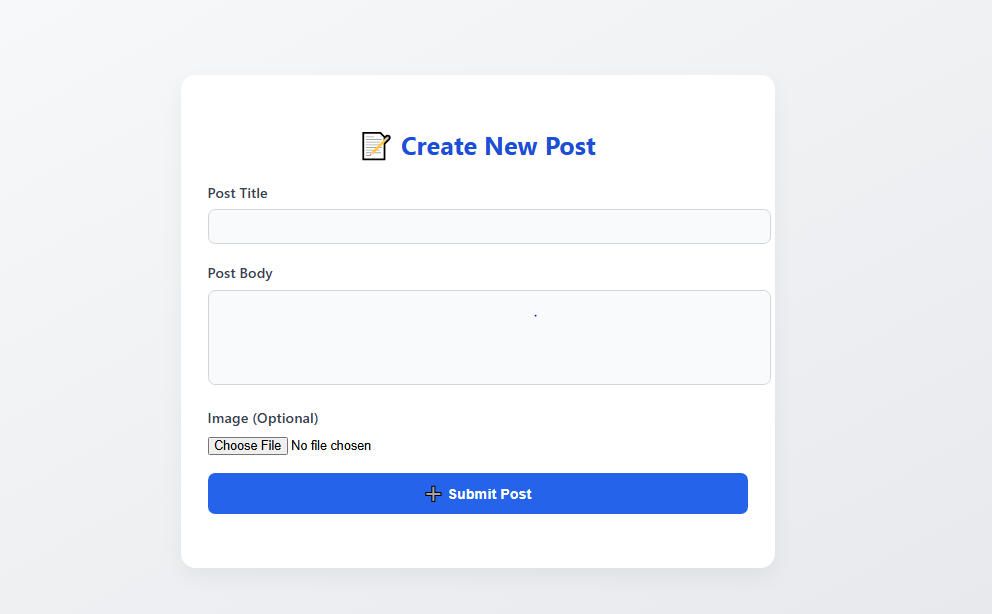 📝 Create New Post
Post Title
Post Body
.
Image (Optional)
Choose File No file chosen
➕ Submit Post